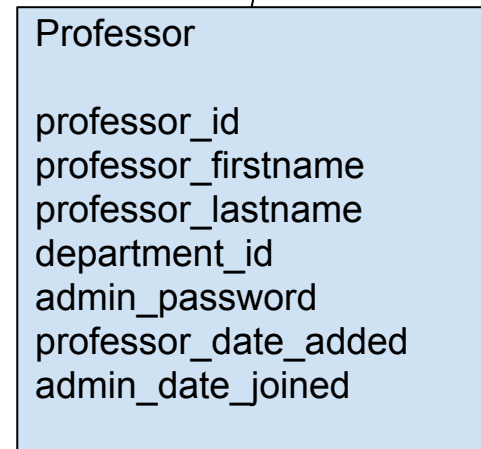 Professor
professor_id
professor_firstname
professor_lastname
department_id
admin_password
professor_date_added
admin_date_joined